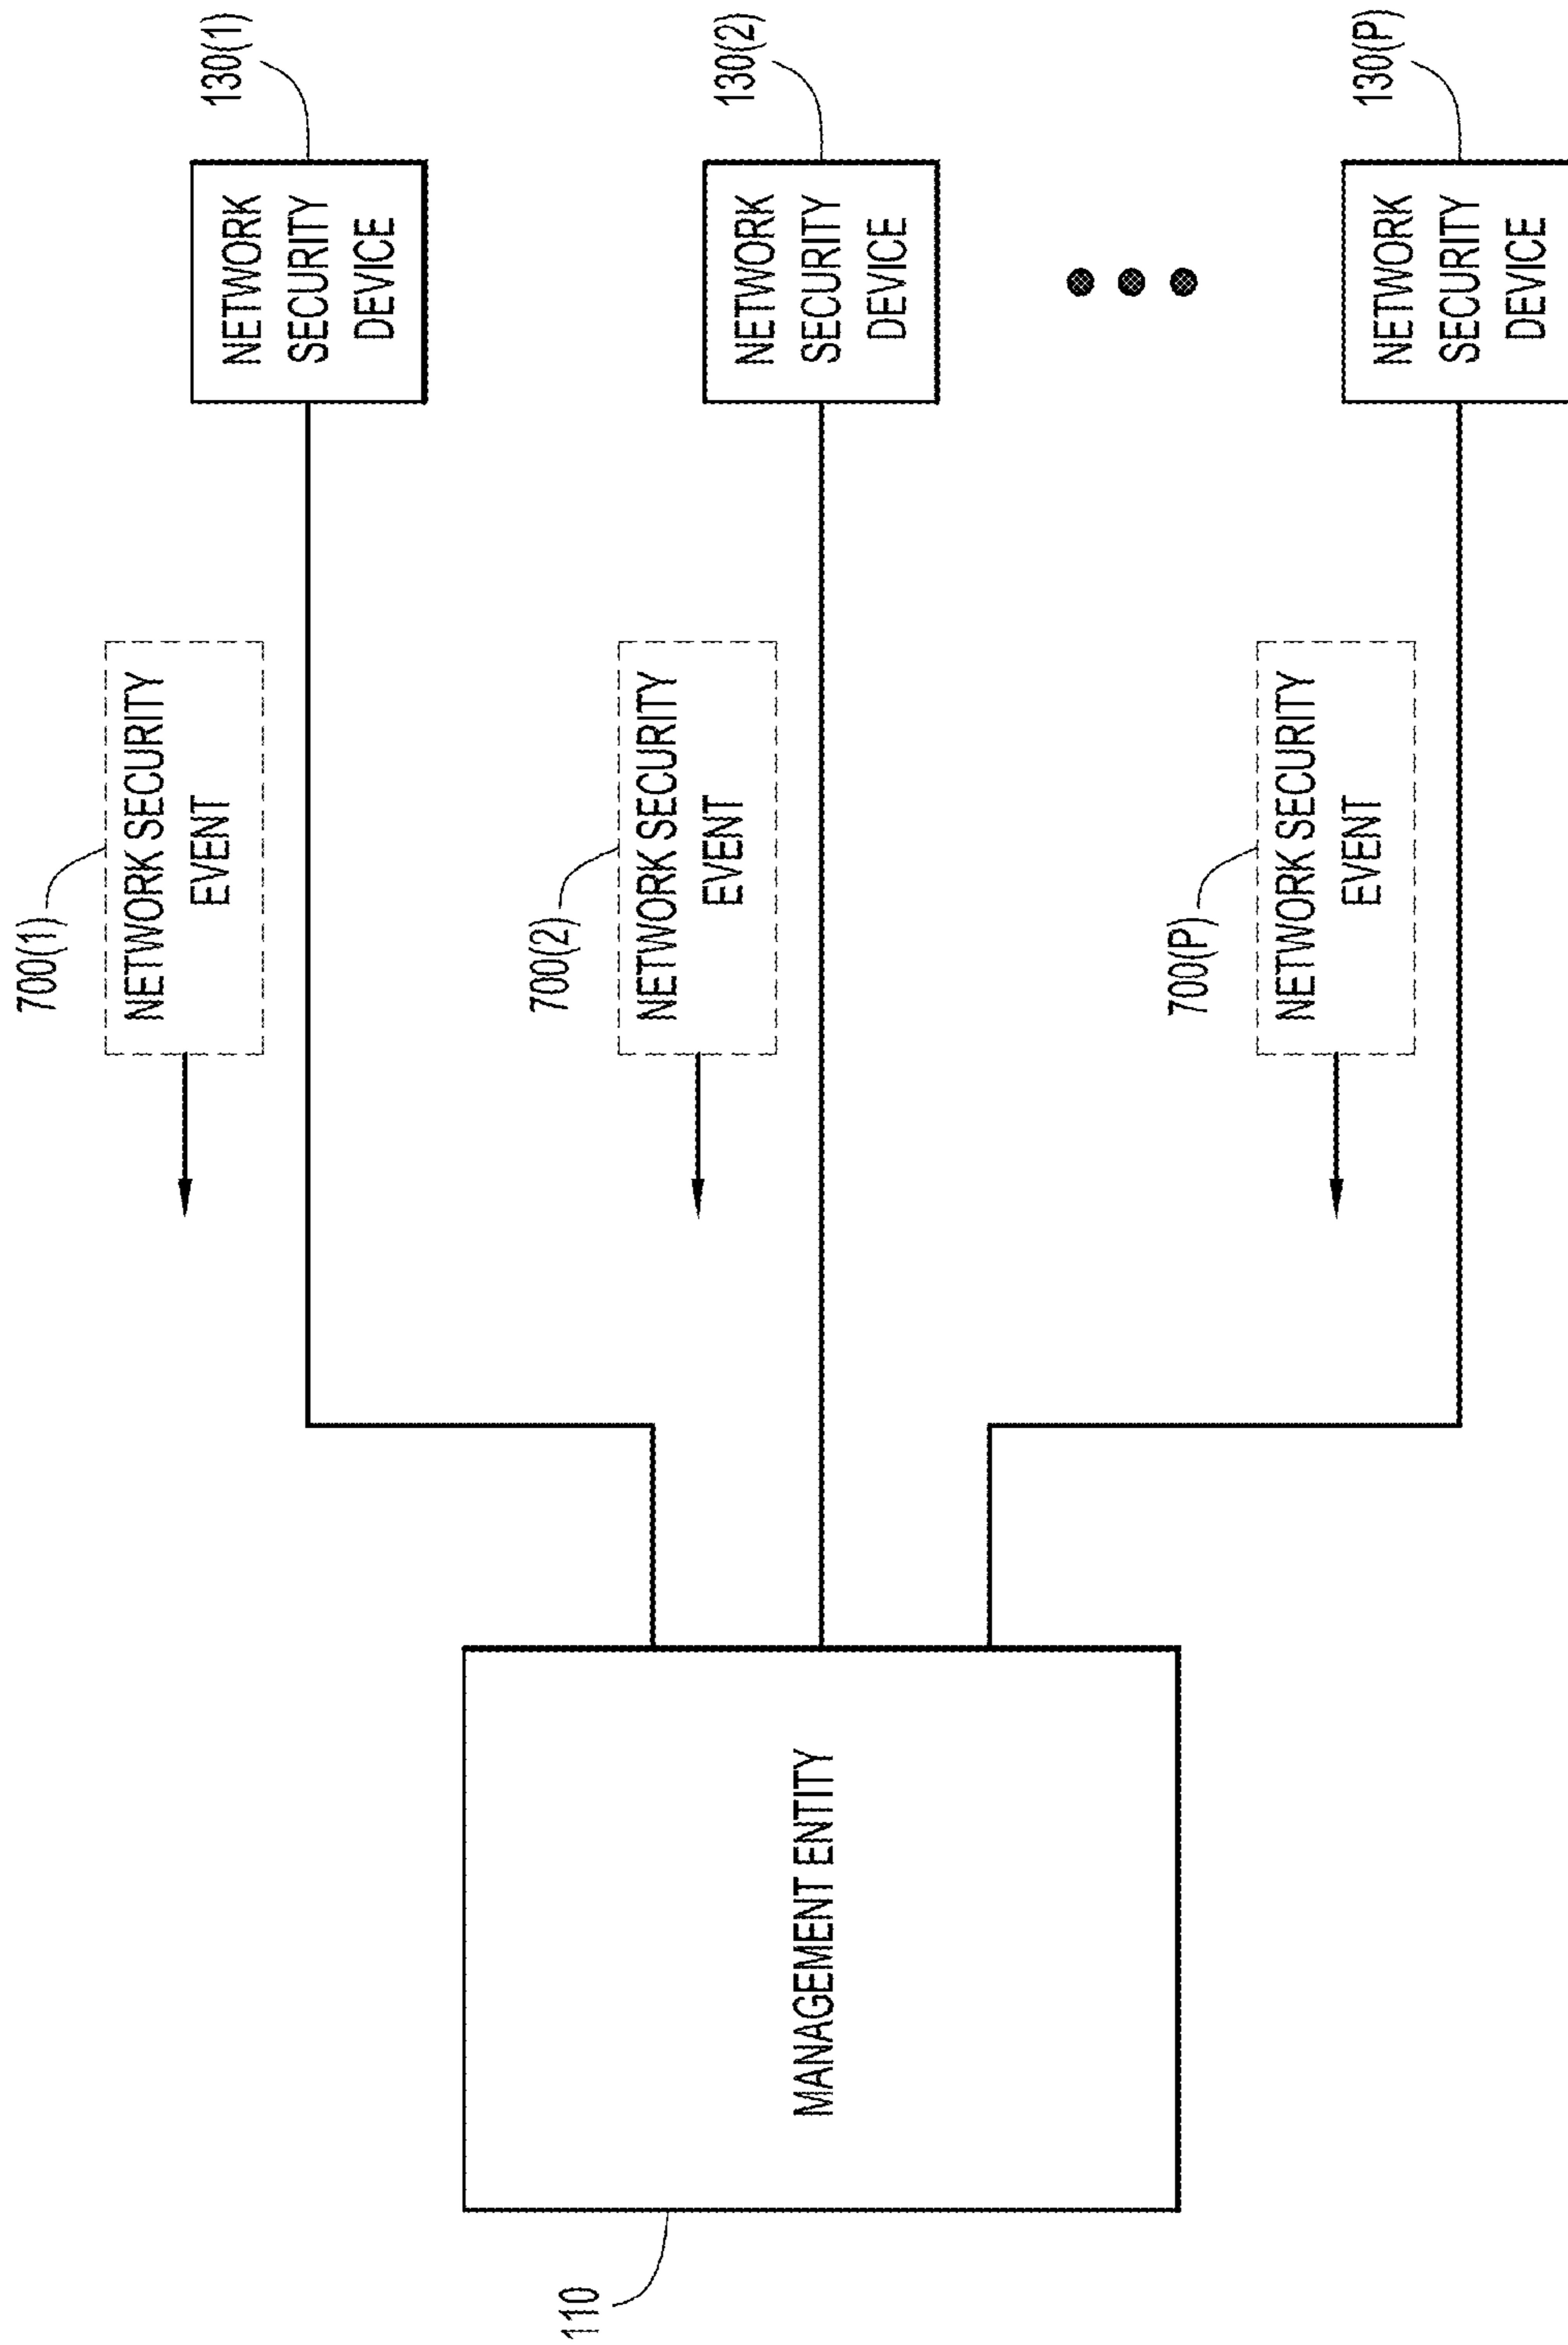 700(1)
NETWORK SECURITY
EVENT
130(1)
NETWORK
SECURITY
DEVICE
700(2)
NETWORK SECURITY
EVENT
130(2)
NETWORK
SECURITY
DEVICE
110
MANAGEMENT ENTITY
700(P)
NETWORK SECURITY
EVENT
130(P)
NETWORK
SECURITY
DEVICE